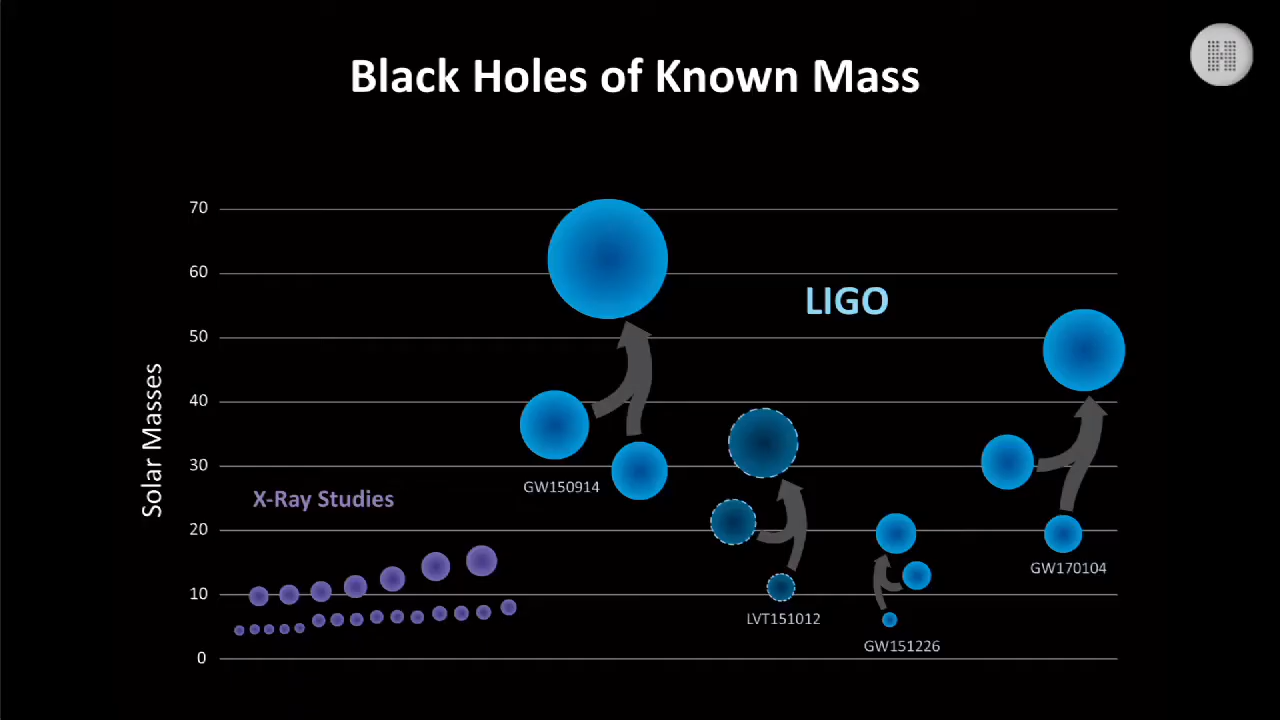 Black Holes of Known Mass
H
70
60
LIGO
50
40
Solar Masses
30
GW150914
X-Ray Studies
20
10
GW170104
LVT151012
GW151226
0